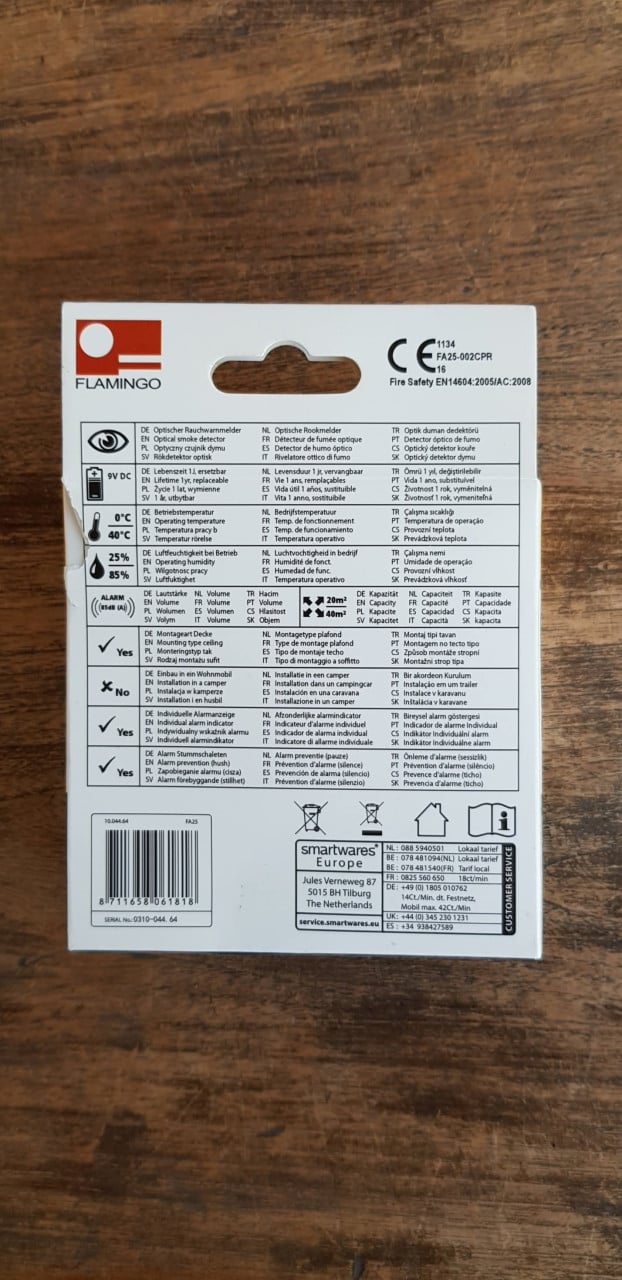 FLAMINGO
1134
FA25-002CPR
16
Fire Safety EN14604:2005/AC:2008
DE Optischer Rauchwarnmelder NL Optische Rookmelder TR Optik duman dedektörü
EN Optical smoke detector FR Détecteur de fumée optique PT Detector óptico de fumo
PL Optyczny czujnik dymu ES Detector de humo óptico CS Optický detektor kouře
SV Rökdetektor optisk IT Rivelatore ottico di fumo SK Optický detektor dymu
9V DC
DE Lebenszeit 1J, ersetzbar NL Levensduur 1 jr, vervangbaar TR Ömrü 1 yıl, değiştirilebilir
EN Lifetime 1yr, replaceable FR Vie 1 ans, remplaçables PT Vida 1 ano, substituível
PL Życie 1 lat, wymienne ES Vida útil 1 años, sustituible CS Životnost 1 rok, vyměnitelná
SV 1 år, utbytbar IT Vita 1 anno, sostituibile SK Životnosť 1 rok, vymeniteľná
0°C
40°C
DE Betriebstemperatur NL Bedrijfstemperatuur TR Çalışma sıcaklığı
EN Operating temperature FR Temp. de fonctionnement PT Temperatura de operação
PL Temperatura pracy b ES Temp. de funcionamiento CS Provozní teplota
SV Temperatur rörelse IT Temperatura operativo SK Prevádzková teplota
25%
85%
DE Luftfeuchtigkeit bei Betrieb NL Luchtvochtigheid in bedrijf TR Çalışma nemi
EN Operating humidity FR Humidité de fonct. PT Umidade de operação
PL Wilgotnosc pracy ES Humedad de func. CS Provozní vlhkost
SV Luftfuktighet IT Temperatura operativo SK Prevádzková vlhkosť
ALARM
(85dB (A))
DE Lautstärke NL Volume TR Hacim
EN Volume FR Volume PT Volume
PL Wolumen ES Volumen CS Hlasitost
SV Volym IT Volume SK Objem
20m²
40m²
DE Kapazität NL Capaciteit TR Kapasite
EN Capacity FR Capacité PT Capacidade
PL Kapacite ES Capacidad CS Kapacita
SV Kapacitet IT Capacità SK kapacita
Yes
DE Montageart Decke NL Montagetype plafond TR Montaj tipi tavan
EN Mounting type ceiling FR Type de montage plafond PT Montagem no tecto tipo
PL Monteringstyp tak ES Tipo de montaje techo CS Způsob montáže stropní
SV Rodzaj montażu sufit IT Tipo di montaggio a soffitto SK Montažní strop tipa
No
DE Einbau in ein Wohnmobil NL Installatie in een camper TR Bir akordeon Kurulum
EN Installation in a camper FR Installation dans un campingcar PT Instalação em um trailer
PL Instalacja w kamperze ES Instalación en una caravana CS Instalace v karavanu
SV Installation i en husbil IT Installazione in un camper SK Inštalácia v karavanu
Yes
DE Individuelle Alarmanzeige NL Afzonderlijke alarmindicator TR Bireysel alarm göstergesi
EN Individual alarm indicator FR Indicateur d'alarme individuel PT Indicador de alarme Individual
PL Indywidualny wskaźnik alarmu ES Indicador de alarma individual CS Indikátor Individuální alarm
SV Individuell alarmindikator IT Indicatore di allarme individuale SK Indikátor Individuálne alarm
Yes
DE Alarm Stummschaleten NL Alarm preventie (pauze) TR Önleme d'alarme (sessizlik)
EN Alarm prevention (hush) FR Prévention d'alarme (silence) PT Prévention d'alarme (silêncio)
PL Zapobieganie alarmu (cisza) ES Prevención de alarma (silencio) CS Prevence d'alarma (ticho)
SV Alarm förebyggande (stillhet) IT Prévention d'alarme (silenzio) SK Prevencia d'alarma (ticho)
10.044.64 FA25
8 711658 061818
SERIAL No.: 0310-044. 64
smartwares®
Europe
Jules Verneweg 87
5015 BH Tilburg
The Netherlands
service.smartwares.eu
NL : 088 5940501 Lokaal tarief
BE : 078 481094(NL) Lokaal tarief
BE : 078 481540(FR) Tarif local
FR : 0825 560 650 18ct/min
DE : +49 (0) 1805 010762
14Ct./Min. dt. Festnetz,
Mobil max. 42Ct./Min
UK: +44 (0) 345 230 1231
ES : +34 938427589
CUSTOMER SERVICE